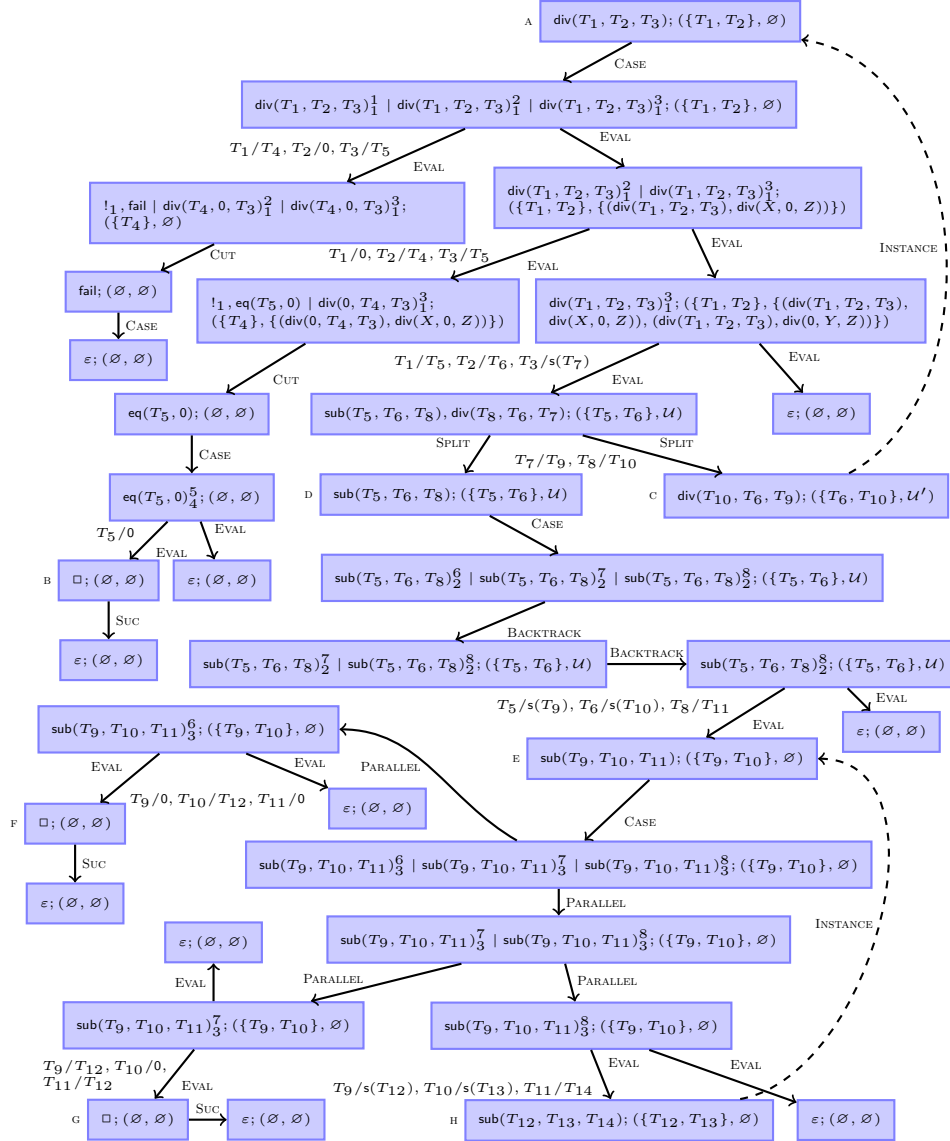 A
div(T₁, T₂, T₃); ({T₁, T₂}, ∅)
CASE
div(T₁, T₂, T₃)¹₁ | div(T₁, T₂, T₃)²₁ | div(T₁, T₂, T₃)³₁; ({T₁, T₂}, ∅)
T₁/T₄, T₂/0, T₃/T₅
EVAL
EVAL
!₁, fail | div(T₄, 0, T₃)²₁ | div(T₄, 0, T₃)³₁;
({T₄}, ∅)
div(T₁, T₂, T₃)²₁ | div(T₁, T₂, T₃)³₁;
({T₁, T₂}, {(div(T₁, T₂, T₃), div(X, 0, Z))})
INSTANCE
CUT
T₁/0, T₂/T₄, T₃/T₅
EVAL
EVAL
fail; (∅, ∅)
!₁, eq(T₅, 0) | div(0, T₄, T₃)³₁;
({T₄}, {(div(0, T₄, T₃), div(X, 0, Z))})
div(T₁, T₂, T₃)³₁; ({T₁, T₂}, {(div(T₁, T₂, T₃),
div(X, 0, Z)), (div(T₁, T₂, T₃), div(0, Y, Z))})
CASE
ε; (∅, ∅)
CUT
T₁/T₅, T₂/T₆, T₃/s(T₇)
EVAL
EVAL
eq(T₅, 0); (∅, ∅)
sub(T₅, T₆, T₈), div(T₈, T₆, T₇); ({T₅, T₆}, 𝒰)
ε; (∅, ∅)
CASE
SPLIT
SPLIT
T₇/T₉, T₈/T₁₀
eq(T₅, 0)⁵₄; (∅, ∅)
D
sub(T₅, T₆, T₈); ({T₅, T₆}, 𝒰)
C
div(T₁₀, T₆, T₉); ({T₆, T₁₀}, 𝒰′)
T₅/0
EVAL
EVAL
CASE
B
□; (∅, ∅)
ε; (∅, ∅)
sub(T₅, T₆, T₈)⁶₂ | sub(T₅, T₆, T₈)⁷₂ | sub(T₅, T₆, T₈)⁸₂; ({T₅, T₆}, 𝒰)
SUC
ε; (∅, ∅)
BACKTRACK
sub(T₅, T₆, T₈)⁷₂ | sub(T₅, T₆, T₈)⁸₂; ({T₅, T₆}, 𝒰)
BACKTRACK
sub(T₅, T₆, T₈)⁸₂; ({T₅, T₆}, 𝒰)
T₅/s(T₉), T₆/s(T₁₀), T₈/T₁₁
EVAL
EVAL
ε; (∅, ∅)
sub(T₉, T₁₀, T₁₁)⁶₃; ({T₉, T₁₀}, ∅)
E
sub(T₉, T₁₀, T₁₁); ({T₉, T₁₀}, ∅)
EVAL
EVAL
PARALLEL
T₉/0, T₁₀/T₁₂, T₁₁/0
ε; (∅, ∅)
F
□; (∅, ∅)
CASE
SUC
ε; (∅, ∅)
sub(T₉, T₁₀, T₁₁)⁶₃ | sub(T₉, T₁₀, T₁₁)⁷₃ | sub(T₉, T₁₀, T₁₁)⁸₃; ({T₉, T₁₀}, ∅)
PARALLEL
ε; (∅, ∅)
sub(T₉, T₁₀, T₁₁)⁷₃ | sub(T₉, T₁₀, T₁₁)⁸₃; ({T₉, T₁₀}, ∅)
INSTANCE
EVAL
PARALLEL
PARALLEL
sub(T₉, T₁₀, T₁₁)⁷₃; ({T₉, T₁₀}, ∅)
sub(T₉, T₁₀, T₁₁)⁸₃; ({T₉, T₁₀}, ∅)
T₉/T₁₂, T₁₀/0,
T₁₁/T₁₂
EVAL
EVAL
EVAL
T₉/s(T₁₂), T₁₀/s(T₁₃), T₁₁/T₁₄
G
□; (∅, ∅)
SUC
ε; (∅, ∅)
H
sub(T₁₂, T₁₃, T₁₄); ({T₁₂, T₁₃}, ∅)
ε; (∅, ∅)